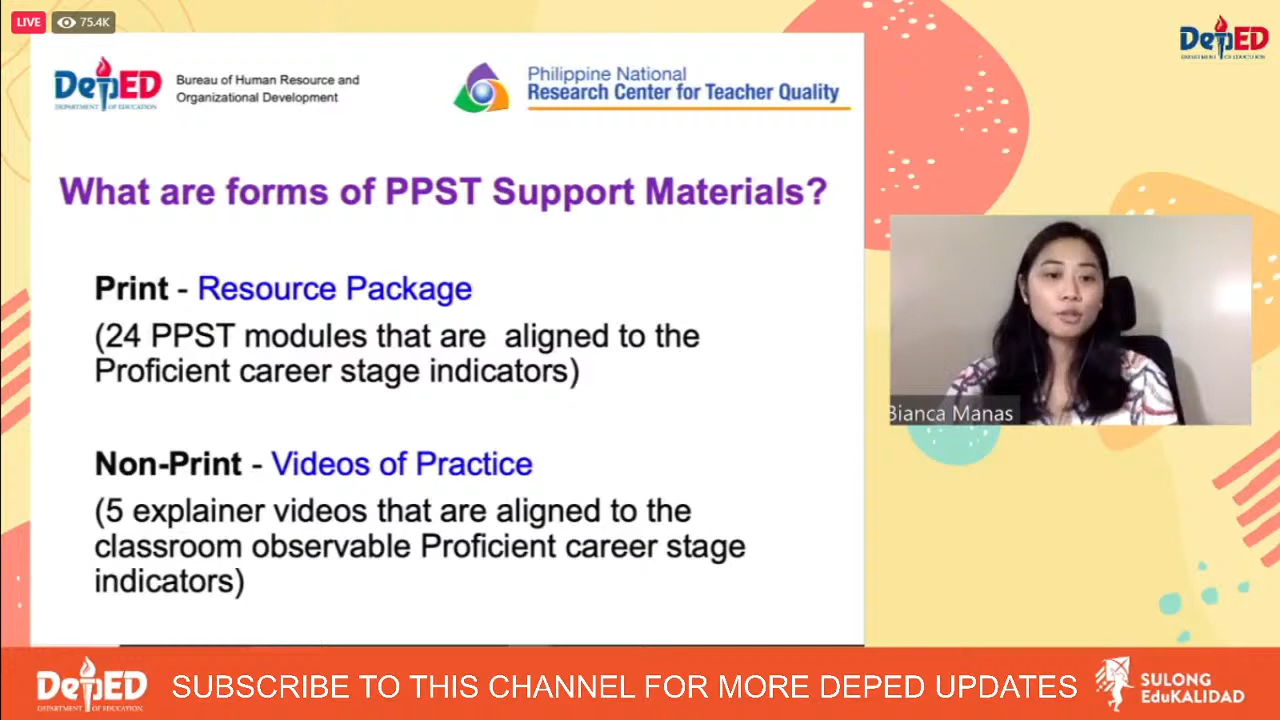 LIVE 75.4K
DepED
DEPARTMENT OF EDUCATION
Bureau of Human Resource and
Organizational Development
Philippine National
Research Center for Teacher Quality
DepED
DEPARTMENT OF EDUCATION
What are forms of PPST Support Materials?
Print - Resource Package
(24 PPST modules that are aligned to the
Proficient career stage indicators)
Non-Print - Videos of Practice
(5 explainer videos that are aligned to the
classroom observable Proficient career stage
indicators)
Bianca Manas
DepED
DEPARTMENT OF EDUCATION
SUBSCRIBE TO THIS CHANNEL FOR MORE DEPED UPDATES
SULONG
EduKALIDAD